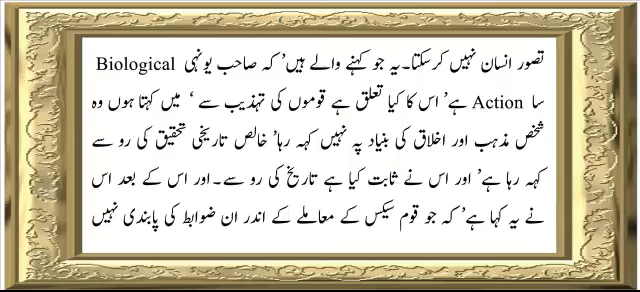 تصور انسان نہیں کرسکتا۔یہ جو کہنے والے ہیں’ کہ صاحب یونہی Biological
سا Action ہے’ اس کا کیا تعلق ہے قوموں کی تہذیب سے ‘ میں کہتا ہوں وہ
شخص مذہب اور اخلاق کی بنیاد پہ نہیں کہہ رہا’ خالص تاریخی تحقیق کی رو سے
کہہ رہا ہے’ اور اس نے ثابت کیا ہے تاریخ کی رو سے۔اور اس کے بعد اس
نے یہ کہا ہے’ کہ جو قوم سیکس کے معاملے کے اندر ان ضوابط کی پابندی نہیں